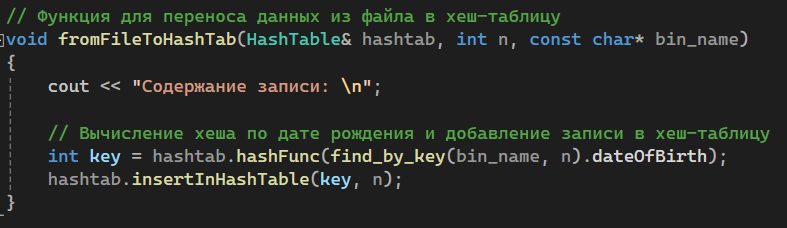 // Функция для переноса данных из файла в хеш-таблицу
void fromFileToHashTab(HashTable& hashtab, int n, const char* bin_name)
{
cout << "Содержание записи: \n";
// Вычисление хеша по дате рождения и добавление записи в хеш-таблицу
int key = hashtab.hashFunc(find_by_key(bin_name, n).dateOfBirth);
hashtab.insertInHashTable(key, n);
}